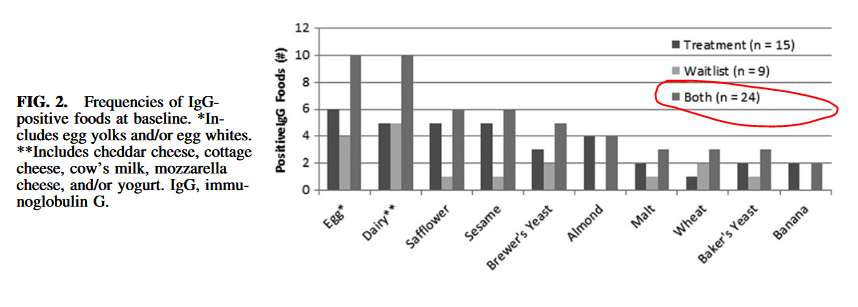 FIG. 2. Frequencies of IgG-
positive foods at baseline. *In-
cludes egg yolks and/or egg whites.
**Includes cheddar cheese, cottage
cheese, cow's milk, mozzarella
cheese, and/or yogurt. IgG, immu-
noglobulin G.
PositiveIgG Foods (#)
12
10
8
6
4
2
0
Treatment (n = 15)
Waitlist (n = 9)
Both (n = 24)
Egg*
Dairy**
Safflower
Sesame
Brewer's Yeast
Almond
Malt
Wheat
Baker's Yeast
Banana